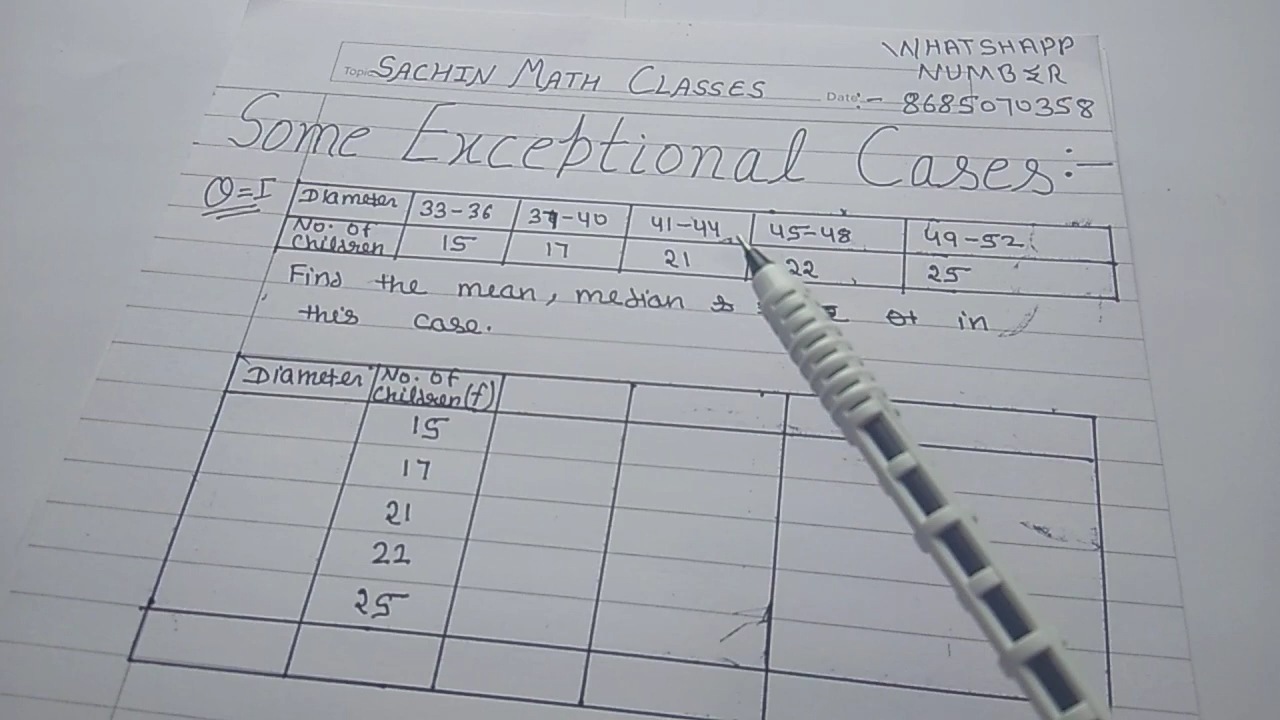 WHATSHAPP
NUMBER
Topic SACHIN MATH CLASSES Date :- 8685070358
Some Exceptional Cases:-
Q=I
Diameter 33-36 37-40 41-44 45-48 49-52
No. of Children 15 17 21 22 25
Find the mean, median & in
this case.
Diameter No. of Children (f)
15
17
21
22
25